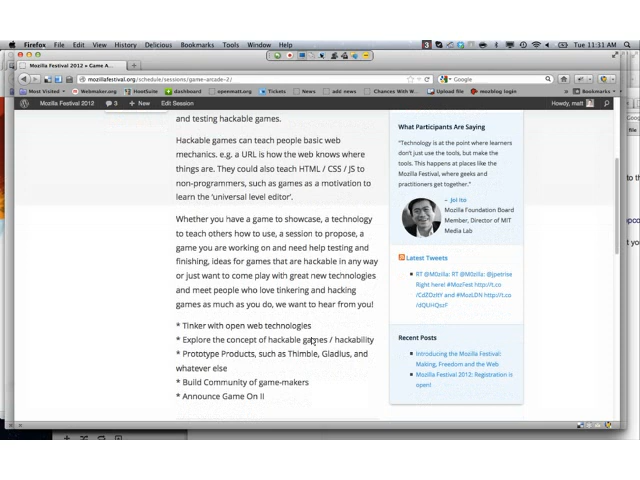 Firefox File Edit View History Delicious Bookmarks Tools Window Help
Tue 11:31 AM
Mozilla Festival 2012 » Game A...
mozillafestival.org/schedule/sessions/game-arcade-2/
Google
Most Visited Webmaker.org HootSuite dashboard openmatt.org Tickets News add news Chances With W... Upload file mozblog login
Mozilla Festival 2012 3 + New Edit Session Howdy, matt
and testing hackable games.
Hackable games can teach people basic web
mechanics. e.g. a URL is how the web knows where
things are. They could also teach HTML / CSS / JS to
non-programmers, such as games as a motivation to
learn the 'universal level editor'.
Whether you have a game to showcase, a technology
to teach others how to use, a session to propose, a
game you are working on and need help testing and
finishing, ideas for games that are hackable in any way
or just want to come play with great new technologies
and meet people who love tinkering and hacking
games as much as you do, we want to hear from you!
* Tinker with open web technologies
* Explore the concept of hackable games / hackability
* Prototype Products, such as Thimble, Gladius, and
whatever else
* Build Community of game-makers
* Announce Game On II
What Participants Are Saying
"Technology is at the point where learners
don't just use the tools, but make the
tools. This happens at places like the
Mozilla Festival, where geeks and
practitioners get together."
– Joi Ito
Mozilla Foundation Board
Member, Director of MIT
Media Lab
Latest Tweets
RT @M0zilla: RT @M0zilla: @jpetrise
Right here! #MozFest http://t.co
Recent Posts
Introducing the Mozilla Festival:
Making, Freedom and the Web
Mozilla Festival 2012: Registration is
open!